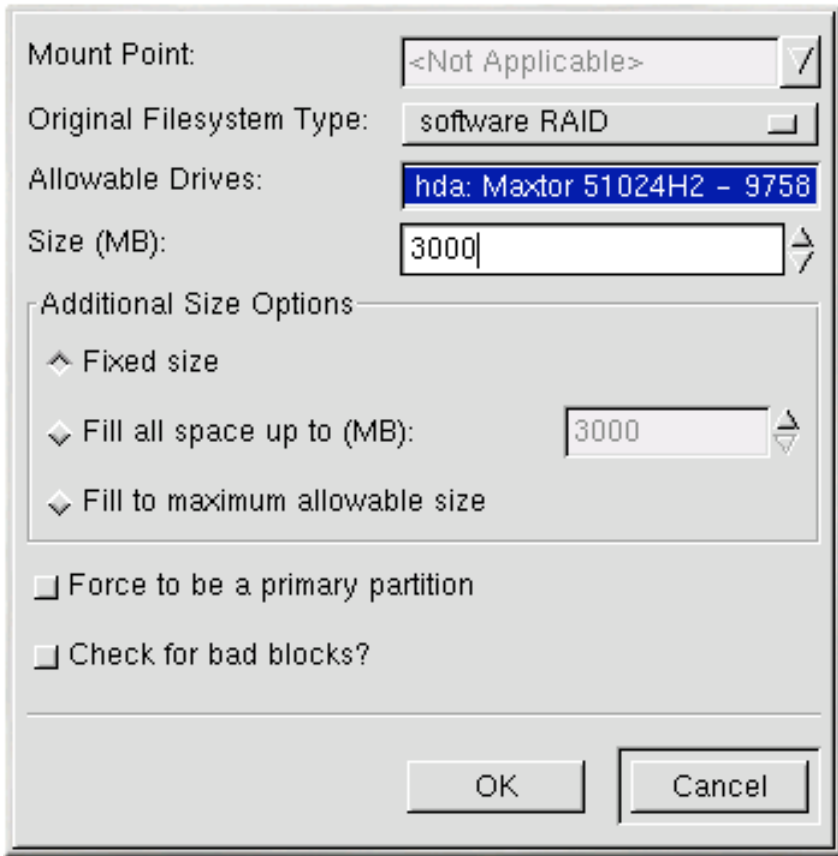 Mount Point: <Not Applicable>
Original Filesystem Type: software RAID
Allowable Drives: hda: Maxtor 51024H2 – 9758
Size (MB): 3000
Additional Size Options
Fixed size
Fill all space up to (MB): 3000
Fill to maximum allowable size
Force to be a primary partition
Check for bad blocks?
OK Cancel